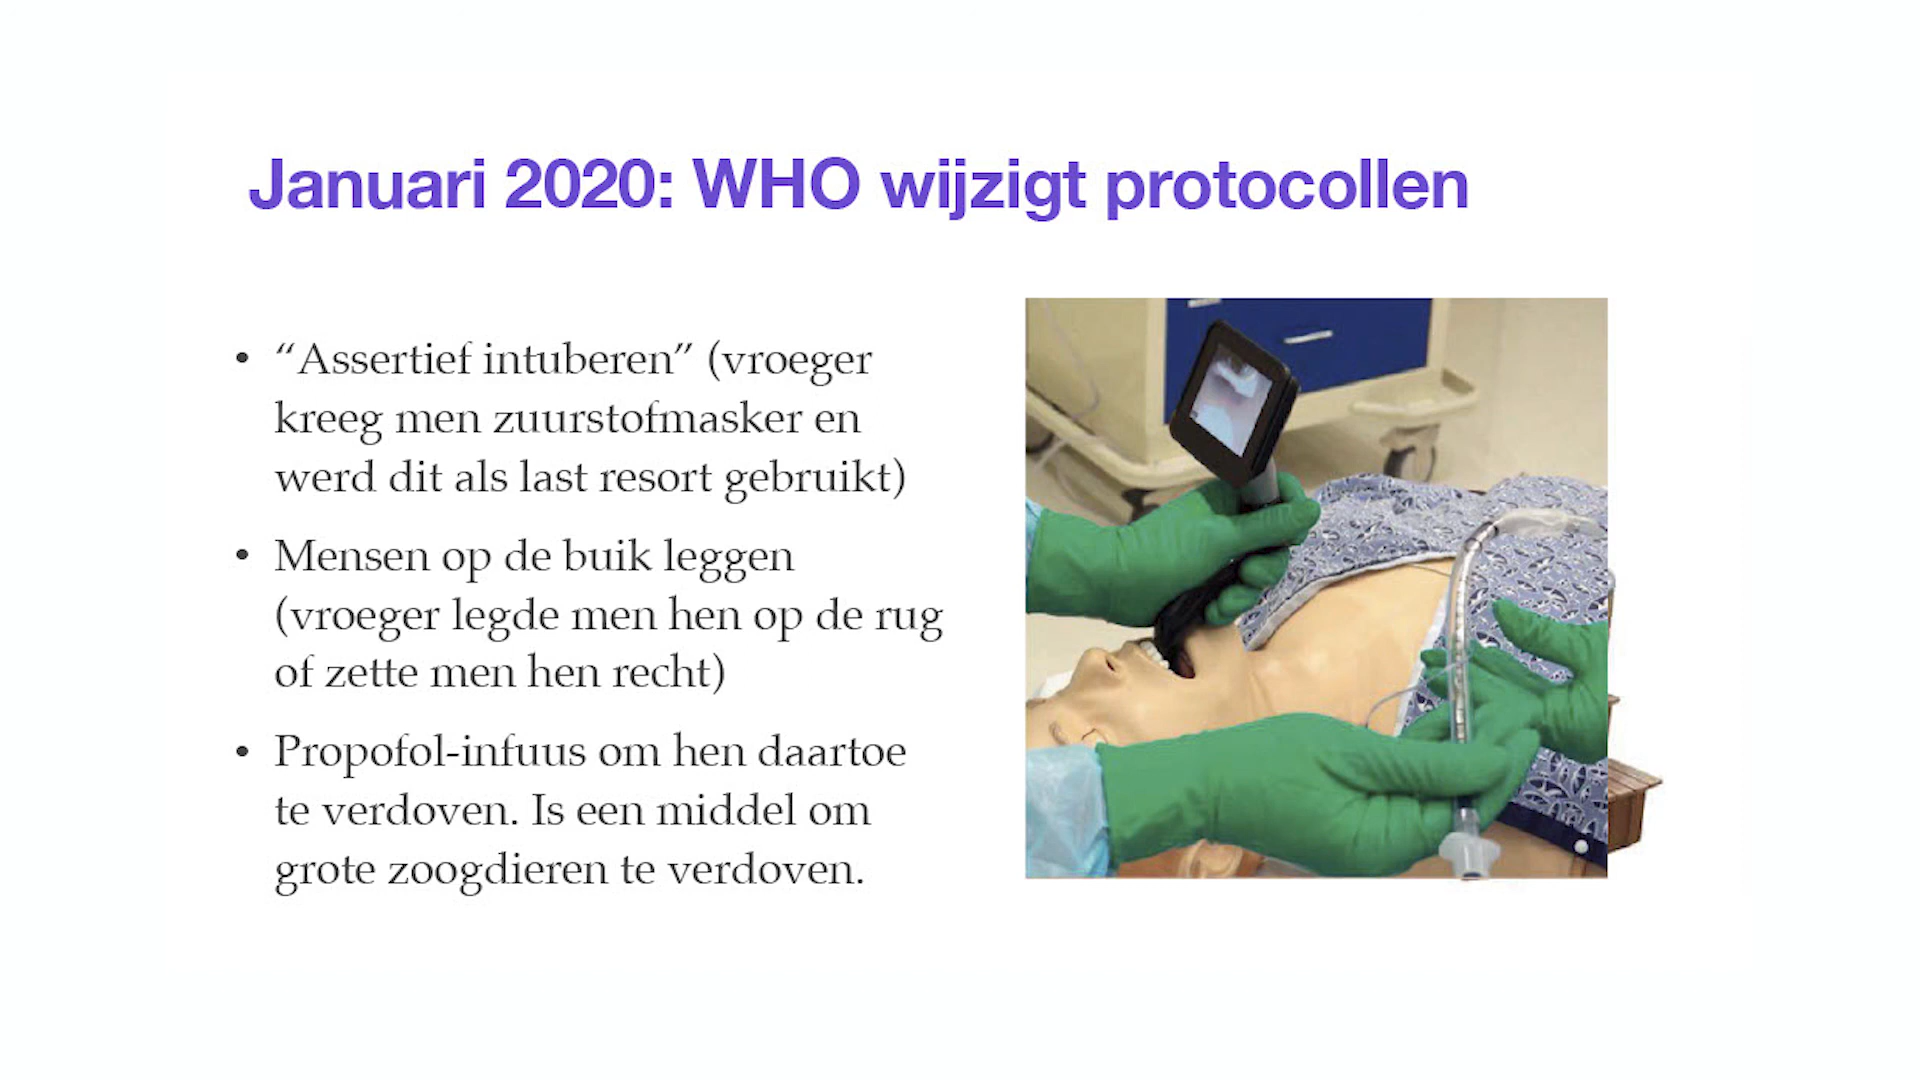 Januari 2020: WHO wijzigt protocollen
• “Assertief intuberen” (vroeger
kreeg men zuurstofmasker en
werd dit als last resort gebruikt)
• Mensen op de buik leggen
(vroeger legde men hen op de rug
of zette men hen recht)
• Propofol-infuus om hen daartoe
te verdoven. Is een middel om
grote zoogdieren te verdoven.